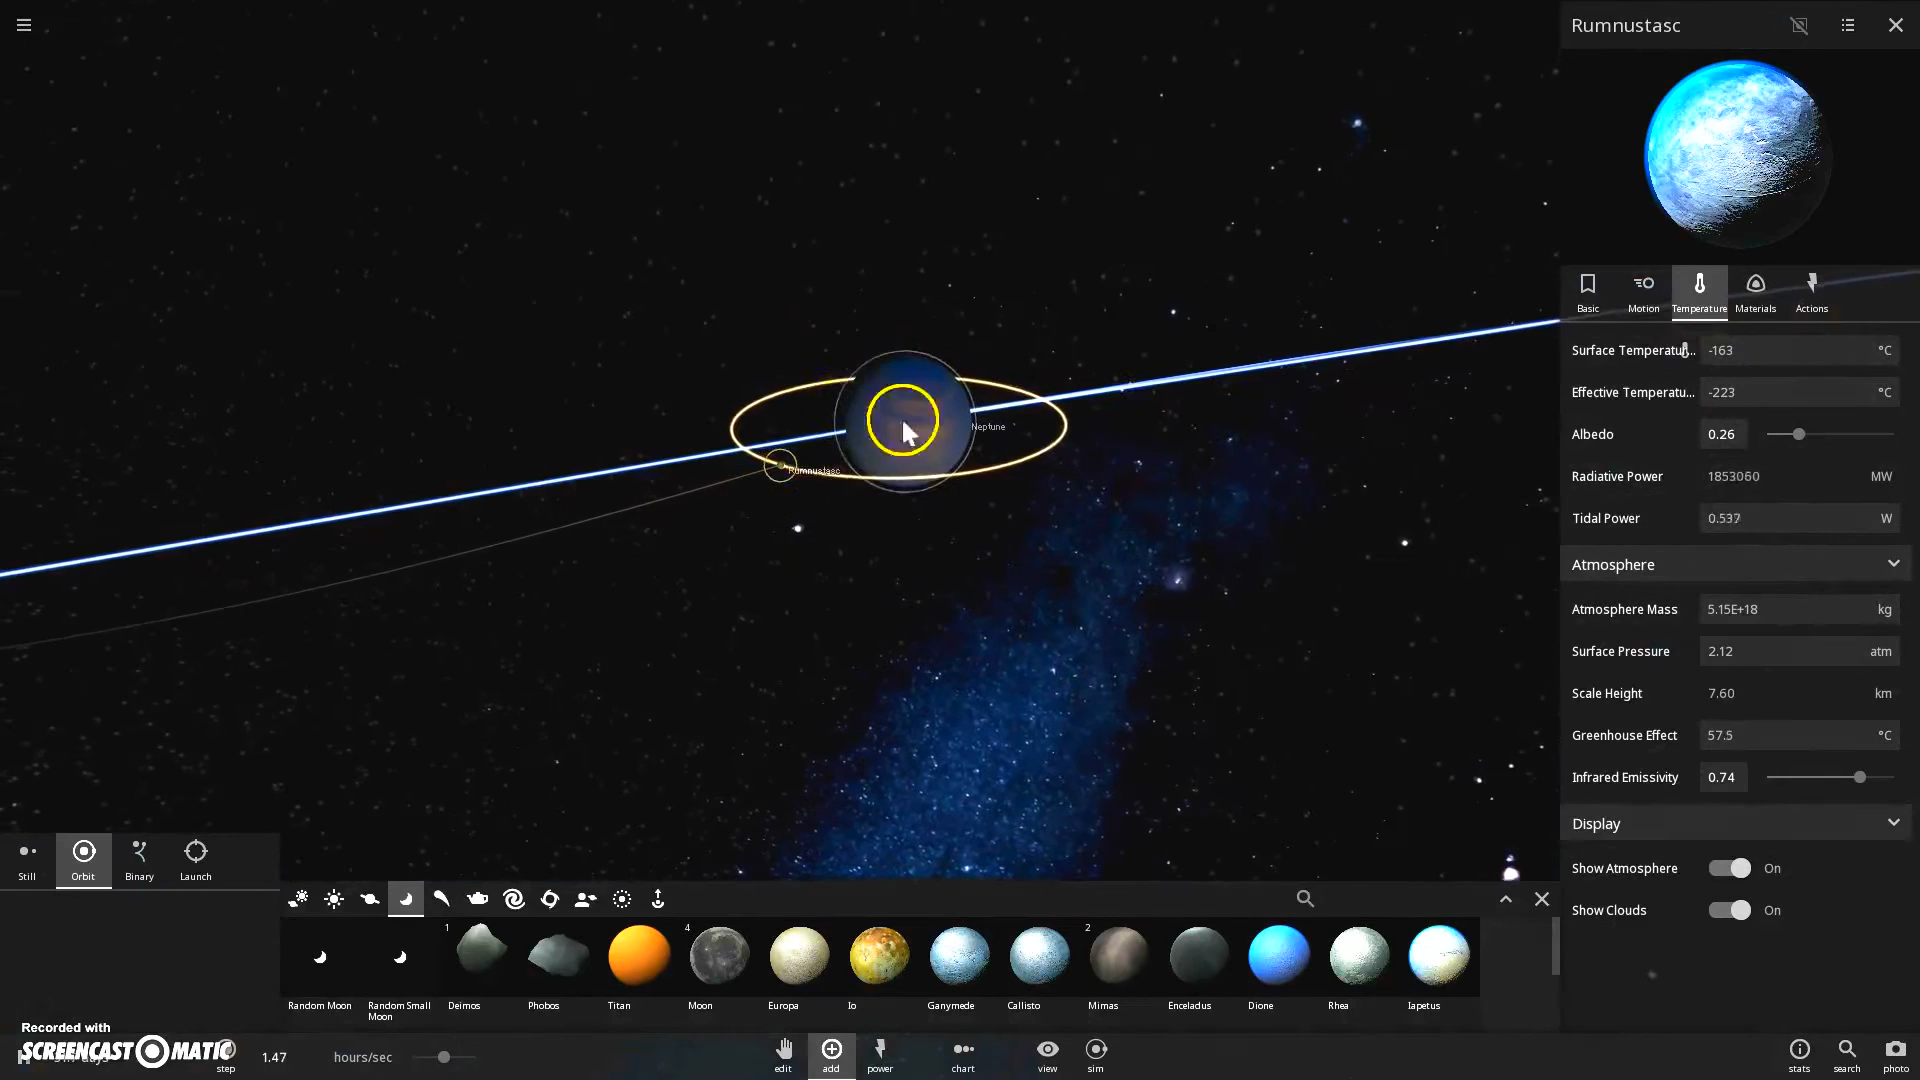 Rumnustasc
Basic
Motion
Temperature
Materials
Actions
Surface Temperatu... -163 °C
Effective Temperatu... -223 °C
Albedo 0.26
Radiative Power 1853060 MW
Tidal Power 0.537 W
Atmosphere
Atmosphere Mass 5.15E+18 kg
Surface Pressure 2.12 atm
Scale Height 7.60 km
Greenhouse Effect 57.5 °C
Infrared Emissivity 0.74
Display
Show Atmosphere On
Show Clouds On
Neptune
Rumnustasc
Still
Orbit
Binary
Launch
1
4
2
Random Moon
Random Small Moon
Deimos
Phobos
Titan
Moon
Europa
Io
Ganymede
Callisto
Mimas
Enceladus
Dione
Rhea
Iapetus
Recorded with
SCREENCAST MATIC
step
1.47 hours/sec
edit
add
power
chart
view
sim
stats
search
photo